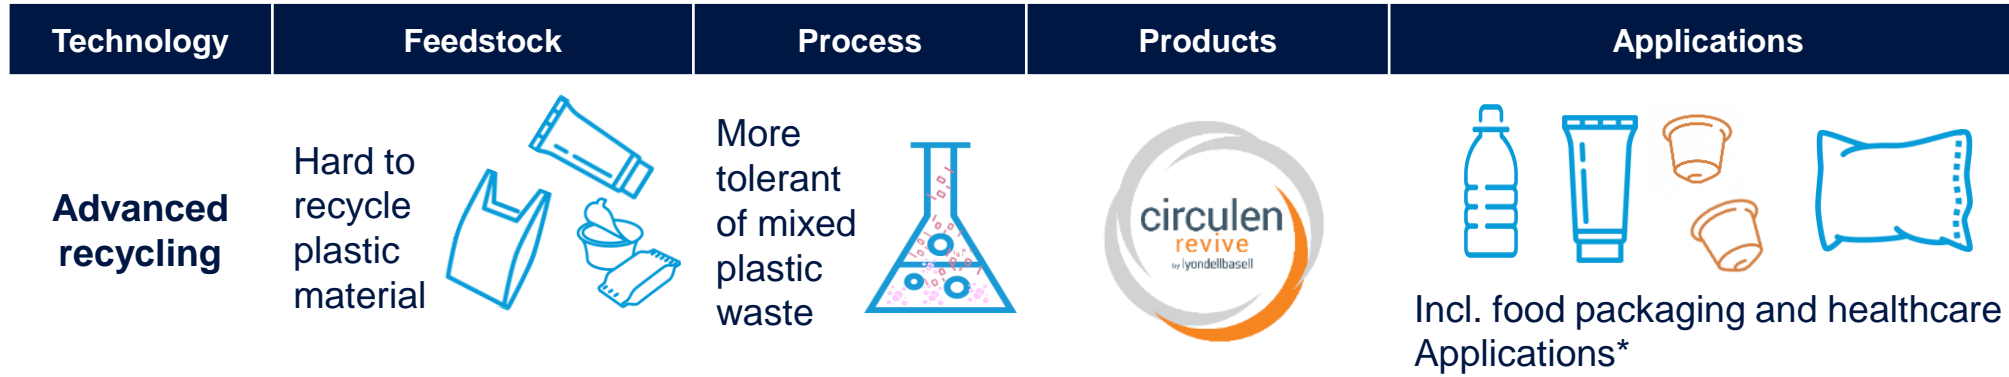 Technology
Feedstock
Process
Products
Applications
Advanced
recycling
Hard to
recycle
plastic
material
More
tolerant
of mixed
plastic
waste
circulen
revive
by lyondellbasell
Incl. food packaging and healthcare
Applications*